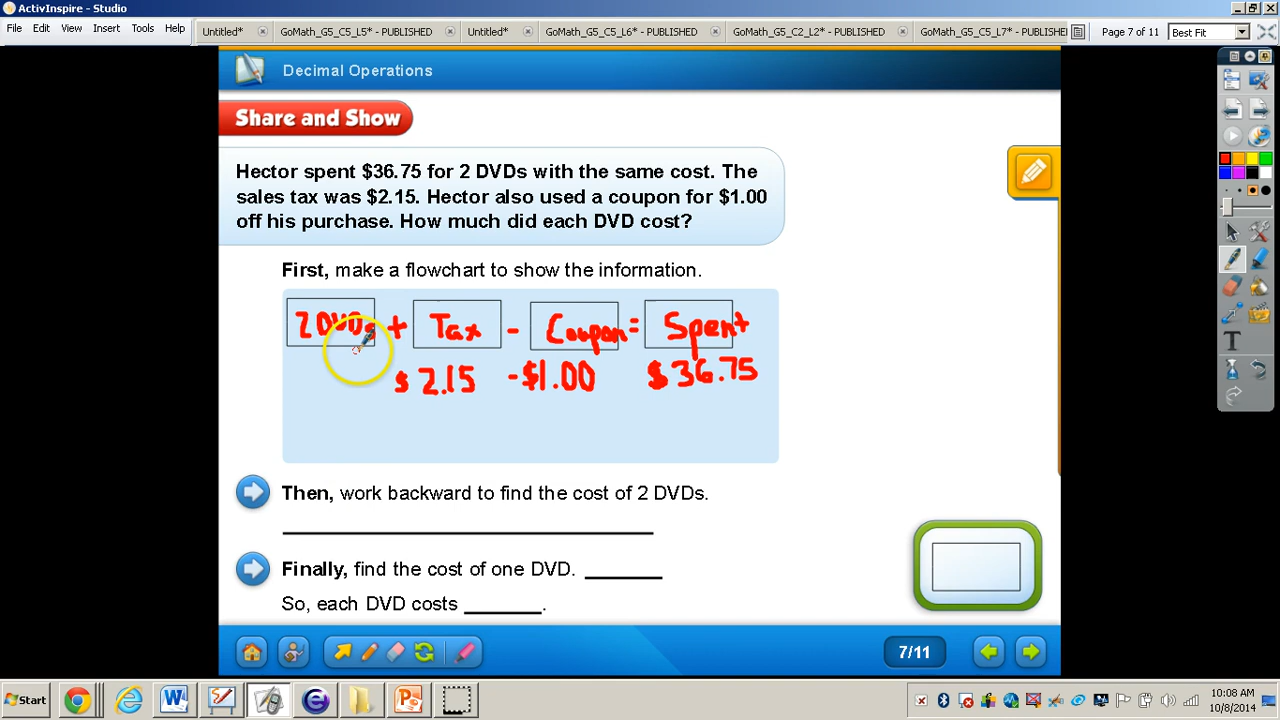 ActivInspire - Studio
File Edit View Insert Tools Help Untitled* GoMath_G5_C5_L5* - PUBLISHED Untitled* GoMath_G5_C5_L6* - PUBLISHED GoMath_G5_C2_L2* - PUBLISHED GoMath_G5_C5_L7* - PUBLISHED Page 7 of 11 Best Fit
Decimal Operations
Share and Show
Hector spent $36.75 for 2 DVDs with the same cost. The
sales tax was $2.15. Hector also used a coupon for $1.00
off his purchase. How much did each DVD cost?
First, make a flowchart to show the information.
2 DVDs + Tax - Coupon = Spent
$2.15 -$1.00 $36.75
Then, work backward to find the cost of 2 DVDs.
Finally, find the cost of one DVD.
So, each DVD costs .
7/11
Start 10:08 AM
10/8/2014